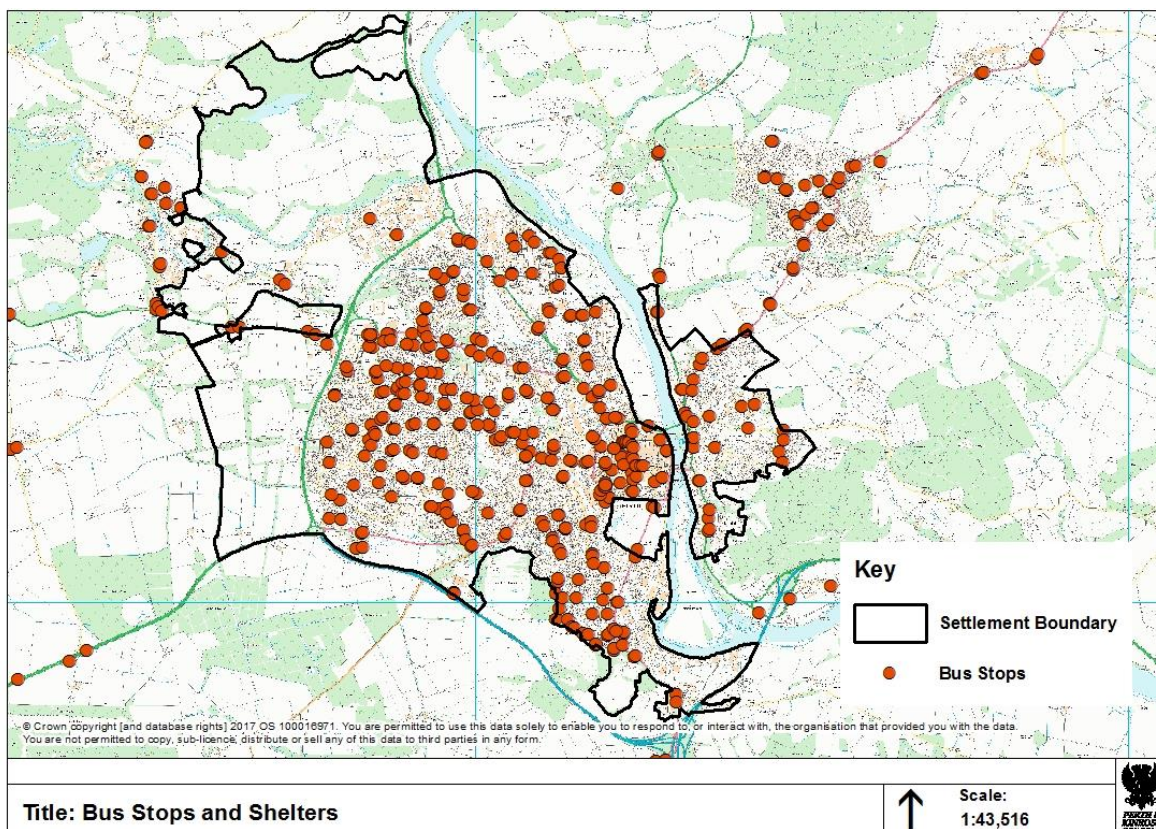 Key
Settlement Boundary
Bus Stops
© Crown copyright [and database rights] 2017 OS 100016971. You are permitted to use this data solely to enable you to respond to, or interact with, the organisation that provided you with the data.
You are not permitted to copy, sub-licence, distribute or sell any of this data to third parties in any form.
Title: Bus Stops and Shelters
Scale:
1:43,516